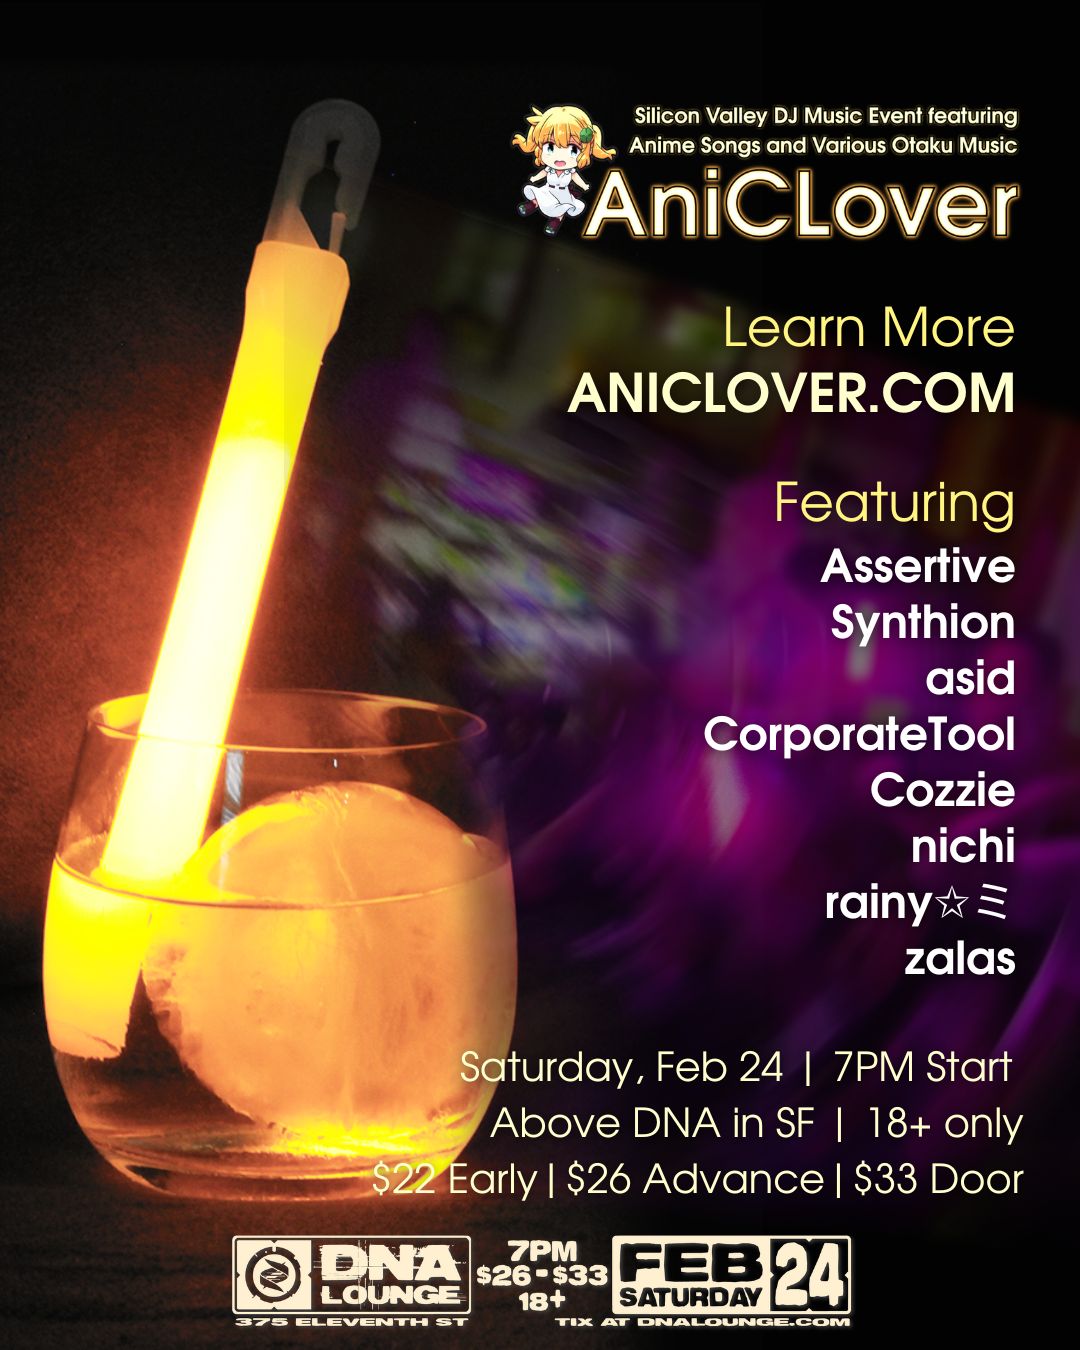 Silicon Valley DJ Music Event featuring
Anime Songs and Various Otaku Music
AniCLover
Learn More
ANICLOVER.COM
Featuring
Assertive
Synthion
asid
CorporateTool
Cozzie
nichi
rainy☆ミ
zalas
Saturday, Feb 24 | 7PM Start
Above DNA in SF | 18+ only
$22 Early | $26 Advance | $33 Door
DNA
LOUNGE
375 ELEVENTH ST
7PM
$26-$33
18+
FEB
SATURDAY
24
TIX AT DNALOUNGE.COM